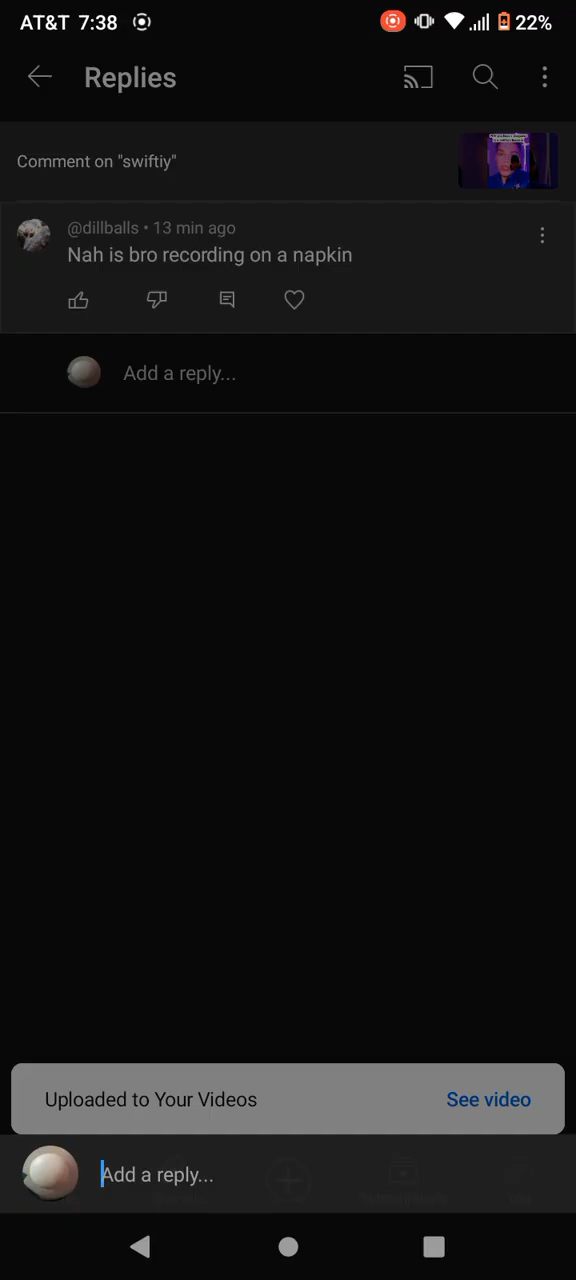 AT&T 7:38 22%
Replies
Comment on "swiftiy"
@dillballs • 13 min ago
Nah is bro recording on a napkin
Add a reply...
Uploaded to Your Videos See video
Add a reply...